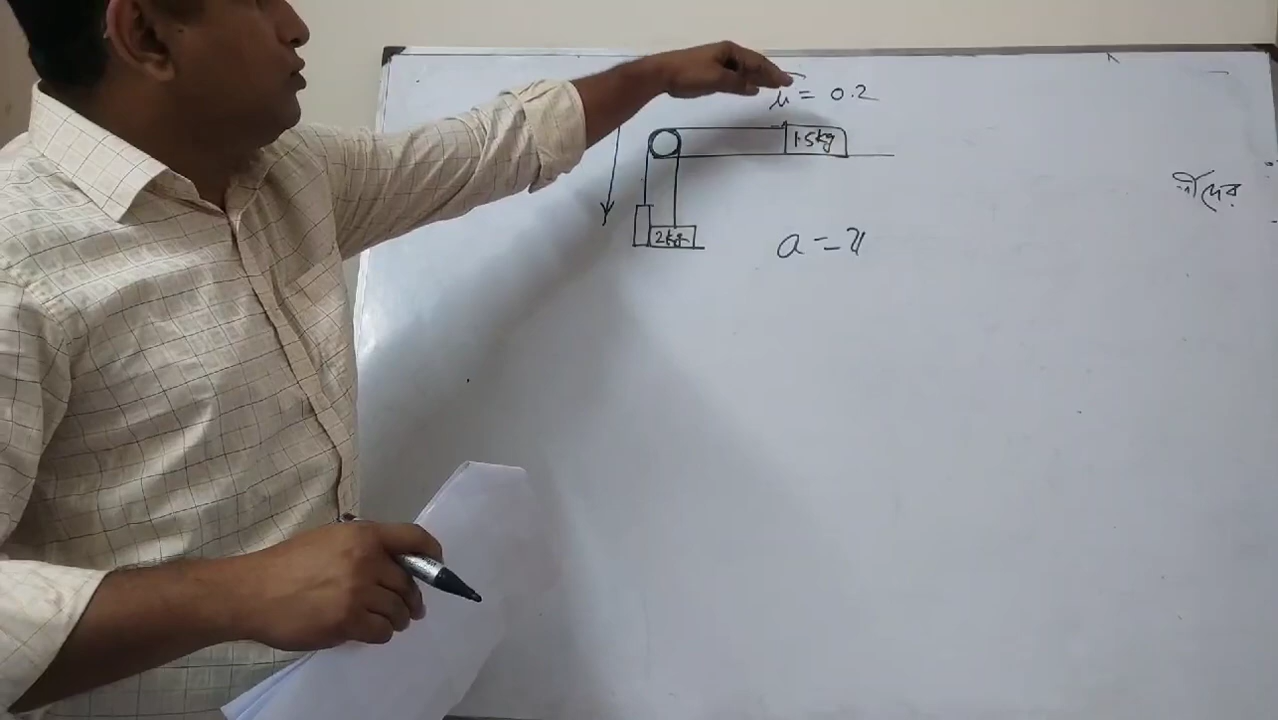 μ = 0.2
1.5kg
2kg
a = ?